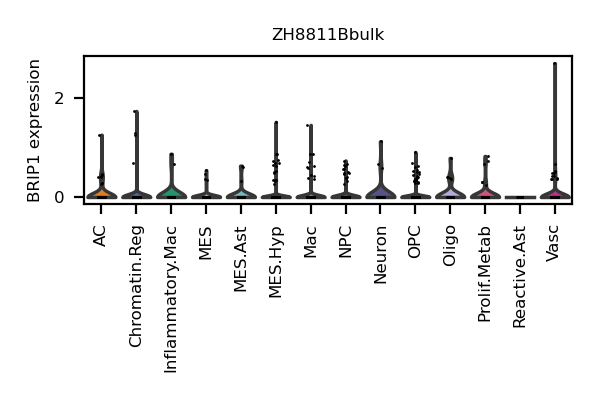 ZH8811Bbulk
BRIP1 expression
2
0
AC
Chromatin.Reg
Inflammatory.Mac
MES
MES.Ast
MES.Hyp
Mac
NPC
Neuron
OPC
Oligo
Prolif.Metab
Reactive.Ast
Vasc